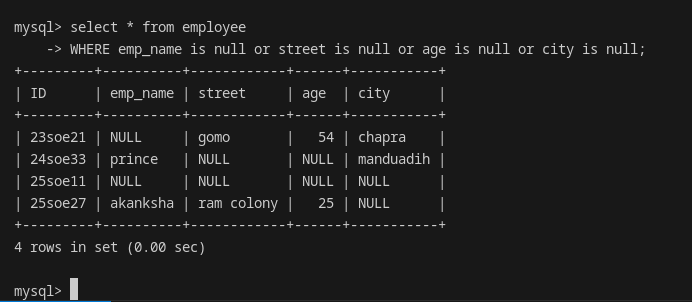 mysql> select * from employee
    -> WHERE emp_name is null or street is null or age is null or city is null;
+---------+----------+------------+------+-----------+
| ID      | emp_name | street     | age  | city      |
+---------+----------+------------+------+-----------+
| 23soe21 | NULL     | gomo       |   54 | chapra    |
| 24soe33 | prince   | NULL       | NULL | manduadih |
| 25soe11 | NULL     | NULL       | NULL | NULL      |
| 25soe27 | akanksha | ram colony |   25 | NULL      |
+---------+----------+------------+------+-----------+
4 rows in set (0.00 sec)

mysql>